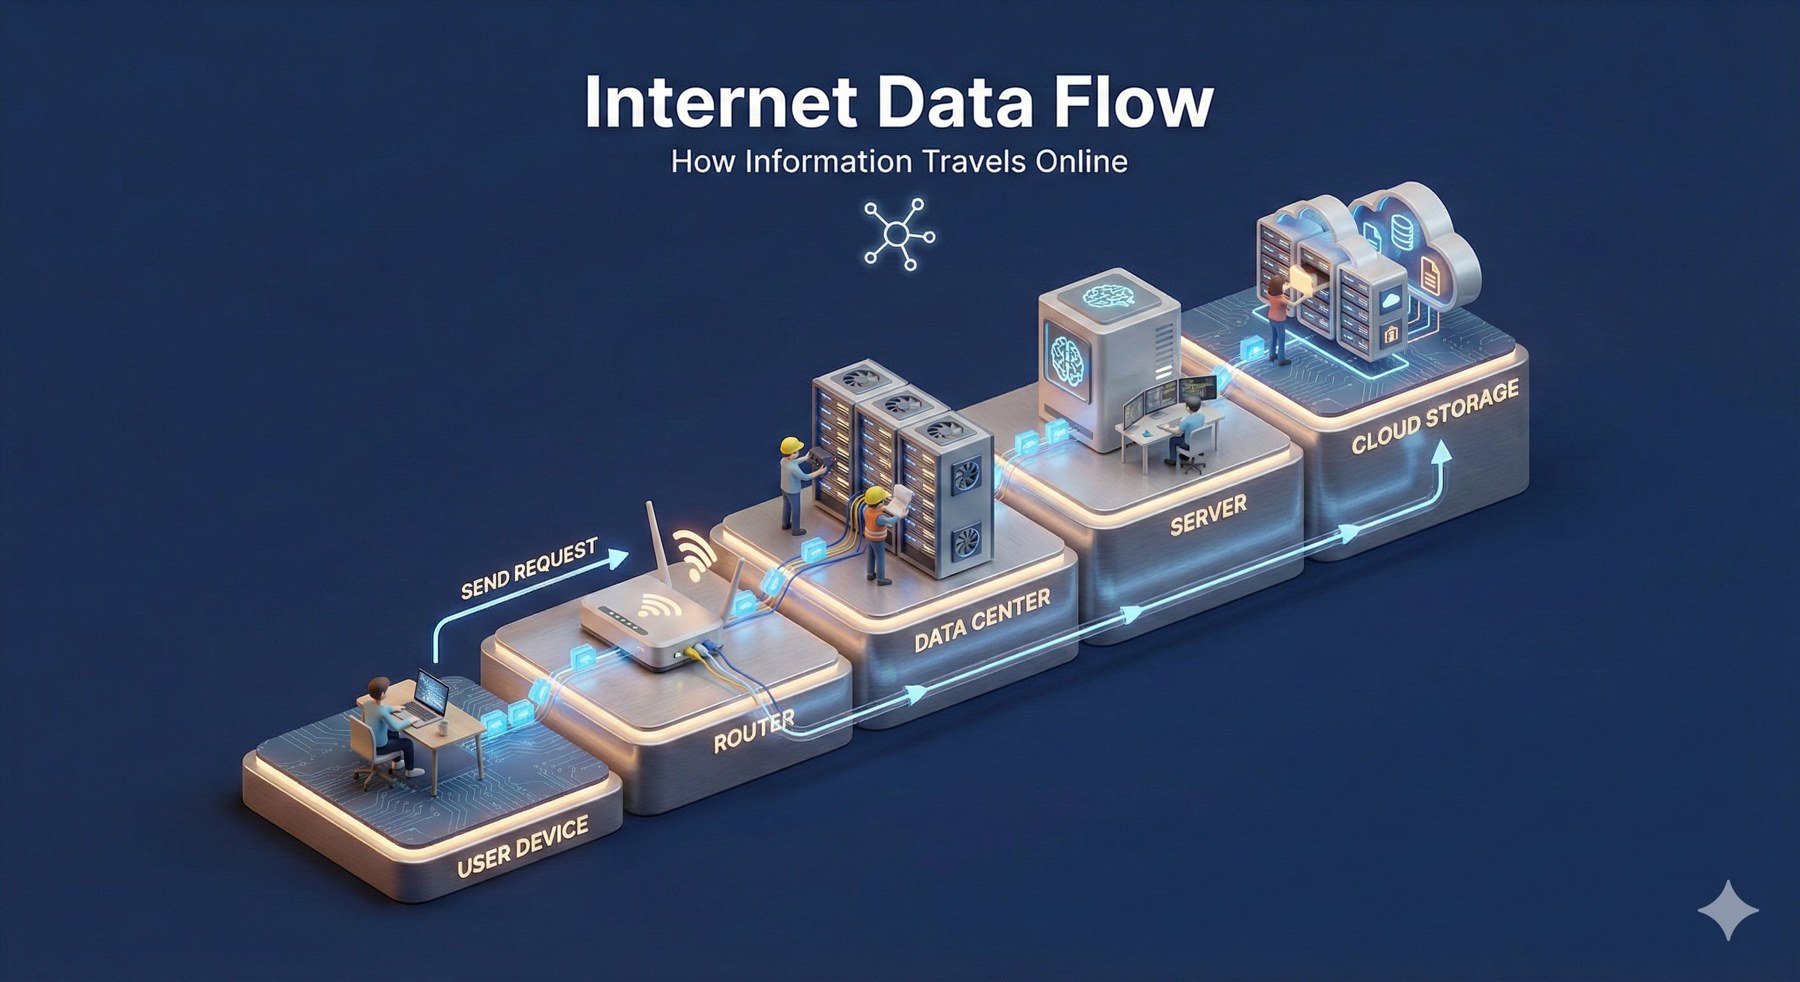 Internet Data Flow
How Information Travels Online
SEND REQUEST
USER DEVICE
ROUTER
DATA CENTER
SERVER
CLOUD STORAGE